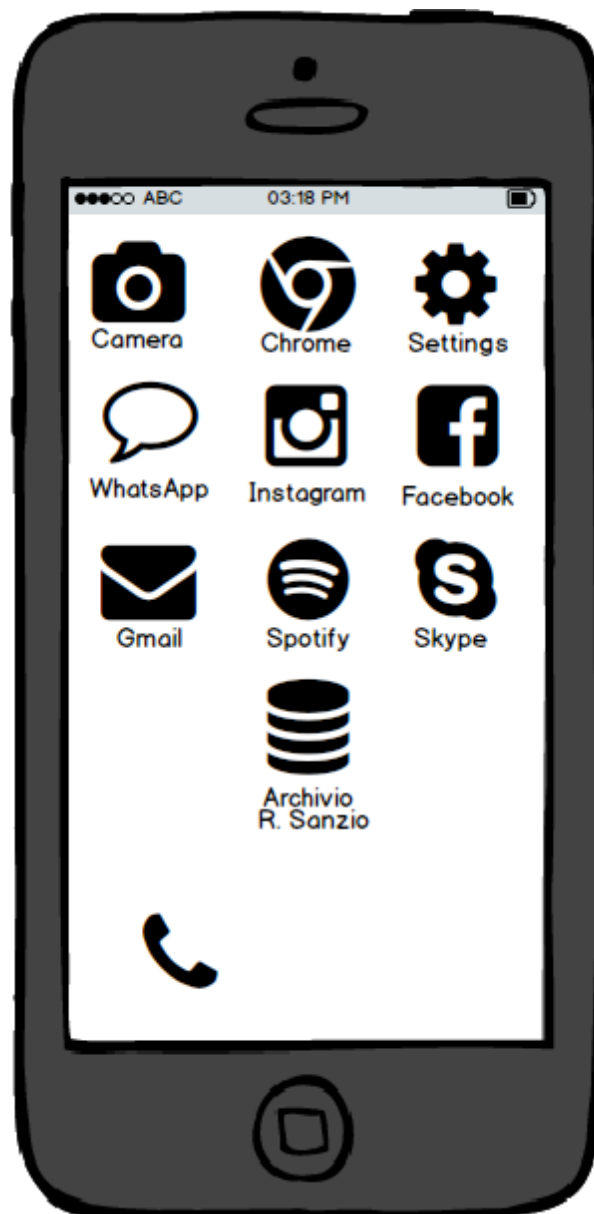 ABC 03:18 PM
Camera Chrome Settings
WhatsApp Instagram Facebook
Gmail Spotify Skype
Archivio
R. Sanzio